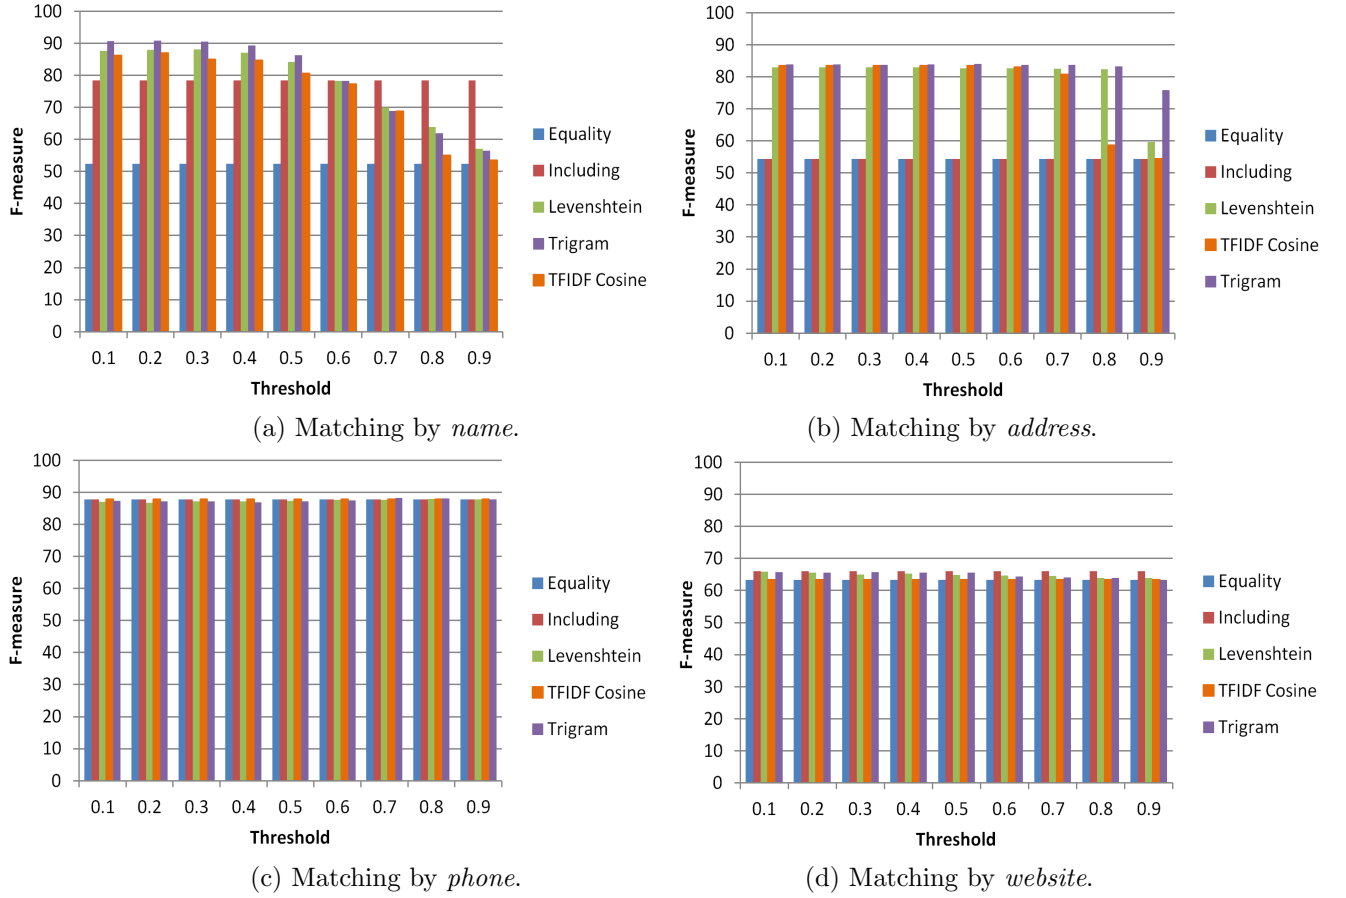 100
90
80
70
60
50
40
30
20
10
0
F-measure
0.1 0.2 0.3 0.4 0.5 0.6 0.7 0.8 0.9
Threshold
Equality
Including
Levenshtein
Trigram
TFIDF Cosine
(a) Matching by name.
100
90
80
70
60
50
40
30
20
10
0
F-measure
0.1 0.2 0.3 0.4 0.5 0.6 0.7 0.8 0.9
Threshold
Equality
Including
Levenshtein
TFIDF Cosine
Trigram
(b) Matching by address.
100
90
80
70
60
50
40
30
20
10
0
F-measure
0.1 0.2 0.3 0.4 0.5 0.6 0.7 0.8 0.9
Threshold
Equality
Including
Levenshtein
TFIDF Cosine
Trigram
(c) Matching by phone.
100
90
80
70
60
50
40
30
20
10
0
F-measure
0.1 0.2 0.3 0.4 0.5 0.6 0.7 0.8 0.9
Threshold
Equality
Including
Levenshtein
TFIDF Cosine
Trigram
(d) Matching by website.